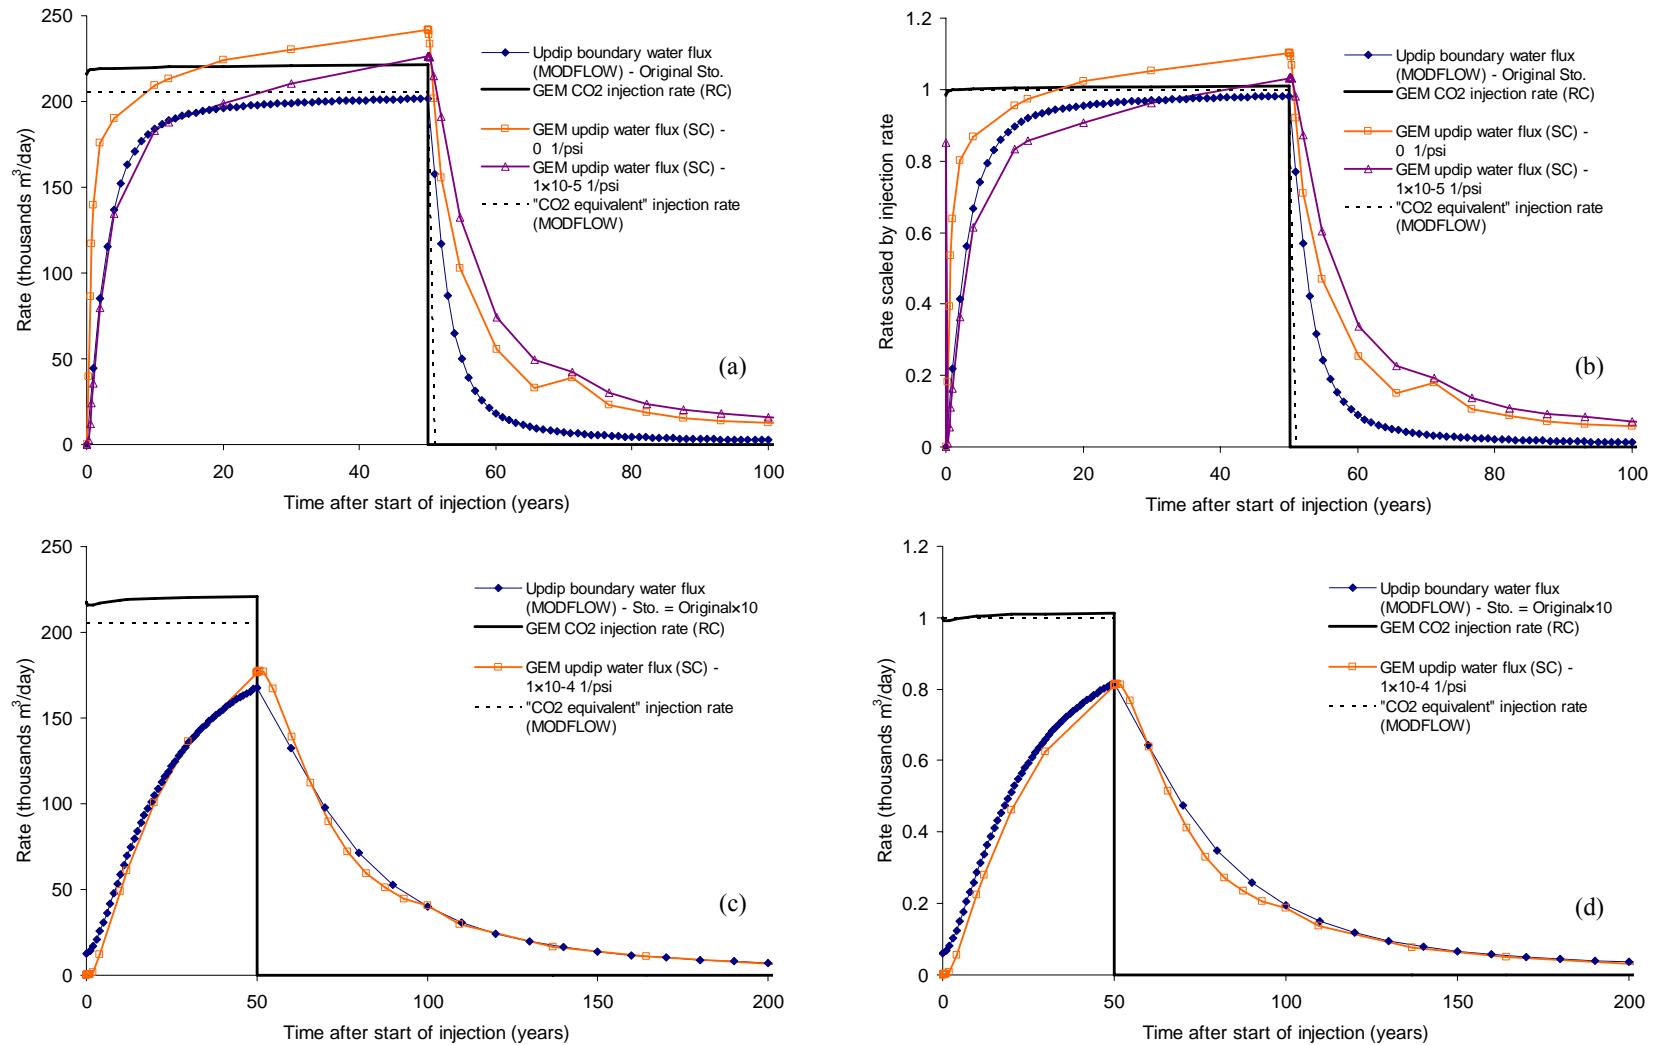 250
200
150
100
50
0
0
20
40
60
80
100
Rate (thousands m³/day)
Time after start of injection (years)
Updip boundary water flux
(MODFLOW) - Original Sto.
GEM CO2 injection rate (RC)
GEM updip water flux (SC) -
0 1/psi
GEM updip water flux (SC) -
1×10-5 1/psi
"CO2 equivalent" injection rate
(MODFLOW)
(a)
1.2
1
0.8
0.6
0.4
0.2
0
0
20
40
60
80
100
Rate scaled by injection rate
Time after start of injection (years)
Updip boundary water flux
(MODFLOW) - Original Sto.
GEM CO2 injection rate (RC)
GEM updip water flux (SC) -
0 1/psi
GEM updip water flux (SC) -
1×10-5 1/psi
"CO2 equivalent" injection rate
(MODFLOW)
(b)
250
200
150
100
50
0
0
50
100
150
200
Rate (thousands m³/day)
Time after start of injection (years)
Updip boundary water flux
(MODFLOW) - Sto. = Original×10
GEM CO2 injection rate (RC)
GEM updip water flux (SC) -
1×10-4 1/psi
"CO2 equivalent" injection rate
(MODFLOW)
(c)
1.2
1
0.8
0.6
0.4
0.2
0
0
50
100
150
200
Rate (thousands m³/day)
Time after start of injection (years)
Updip boundary water flux
(MODFLOW) - Sto. = Original×10
GEM CO2 injection rate (RC)
GEM updip water flux (SC) -
1×10-4 1/psi
"CO2 equivalent" injection rate
(MODFLOW)
(d)